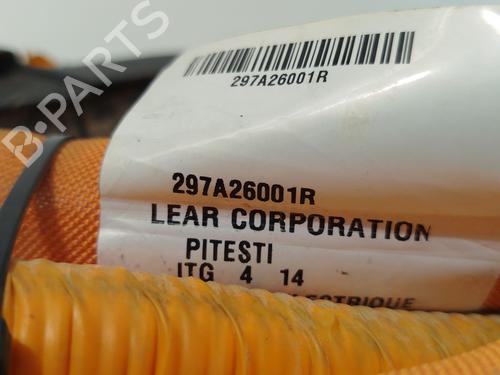 297A26001R
297A26001R
LEAR CORPORATION
PITESTI
ITG 4 14
B-PARTS